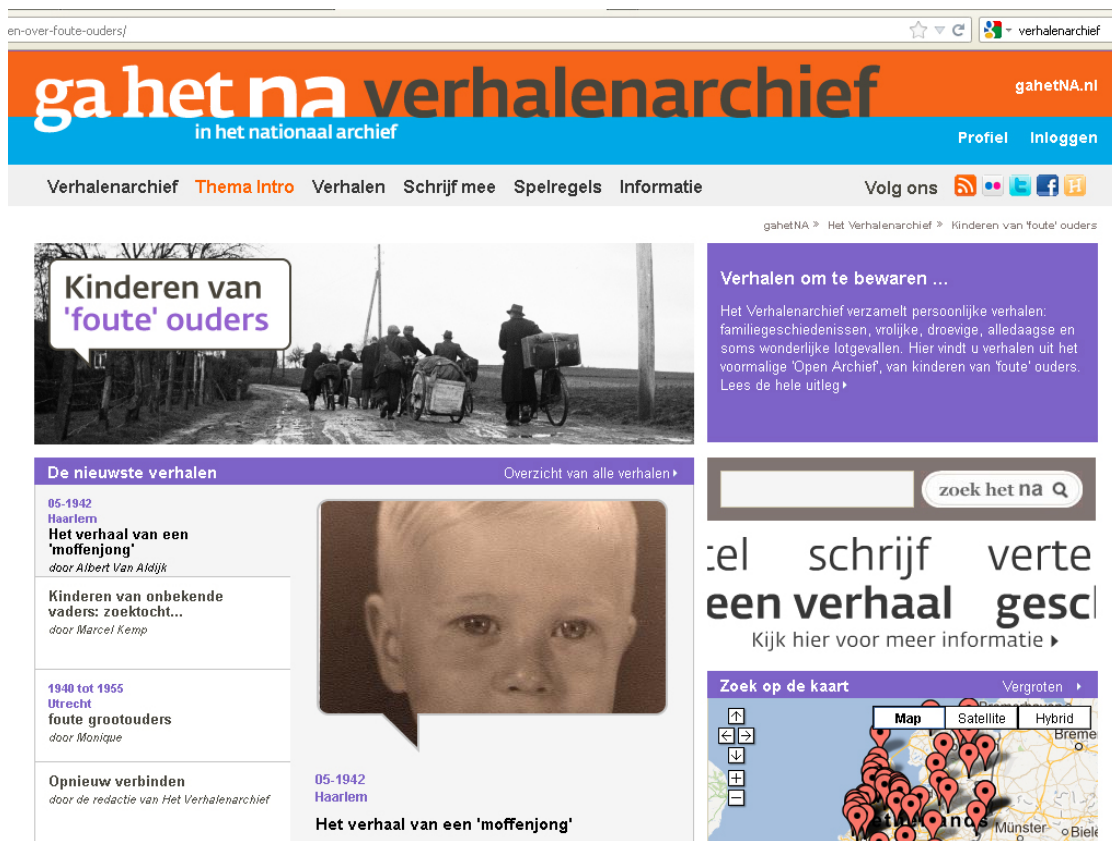 en-over-foute-ouders/
verhalenarchief
ga het na verhalenarchief
in het nationaal archief
gahetNA.nl
Profiel Inloggen
Verhalenarchief Thema Intro Verhalen Schrijf mee Spelregels Informatie
Volg ons
gahetNA » Het Verhalenarchief » Kinderen van 'foute' ouders
Kinderen van
'foute' ouders
Verhalen om te bewaren ...
Het Verhalenarchief verzamelt persoonlijke verhalen:
familiegeschiedenissen, vrolijke, droevige, alledaagse en
soms wonderlijke lotgevallen. Hier vindt u verhalen uit het
voormalige 'Open Archief', van kinderen van 'foute' ouders.
Lees de hele uitleg
De nieuwste verhalen
Overzicht van alle verhalen
05-1942
Haarlem
Het verhaal van een
'moffenjong'
door Albert Van Aldijk
Kinderen van onbekende
vaders: zoektocht...
door Marcel Kemp
1940 tot 1955
Utrecht
foute grootouders
door Monique
Opnieuw verbinden
door de redactie van Het Verhalenarchief
05-1942
Haarlem
Het verhaal van een 'moffenjong'
zoek het na
tel schrijf verte
een verhaal gesc
Kijk hier voor meer informatie
Zoek op de kaart
Vergroten
Map Satellite Hybrid
Breme
Münster
Biele